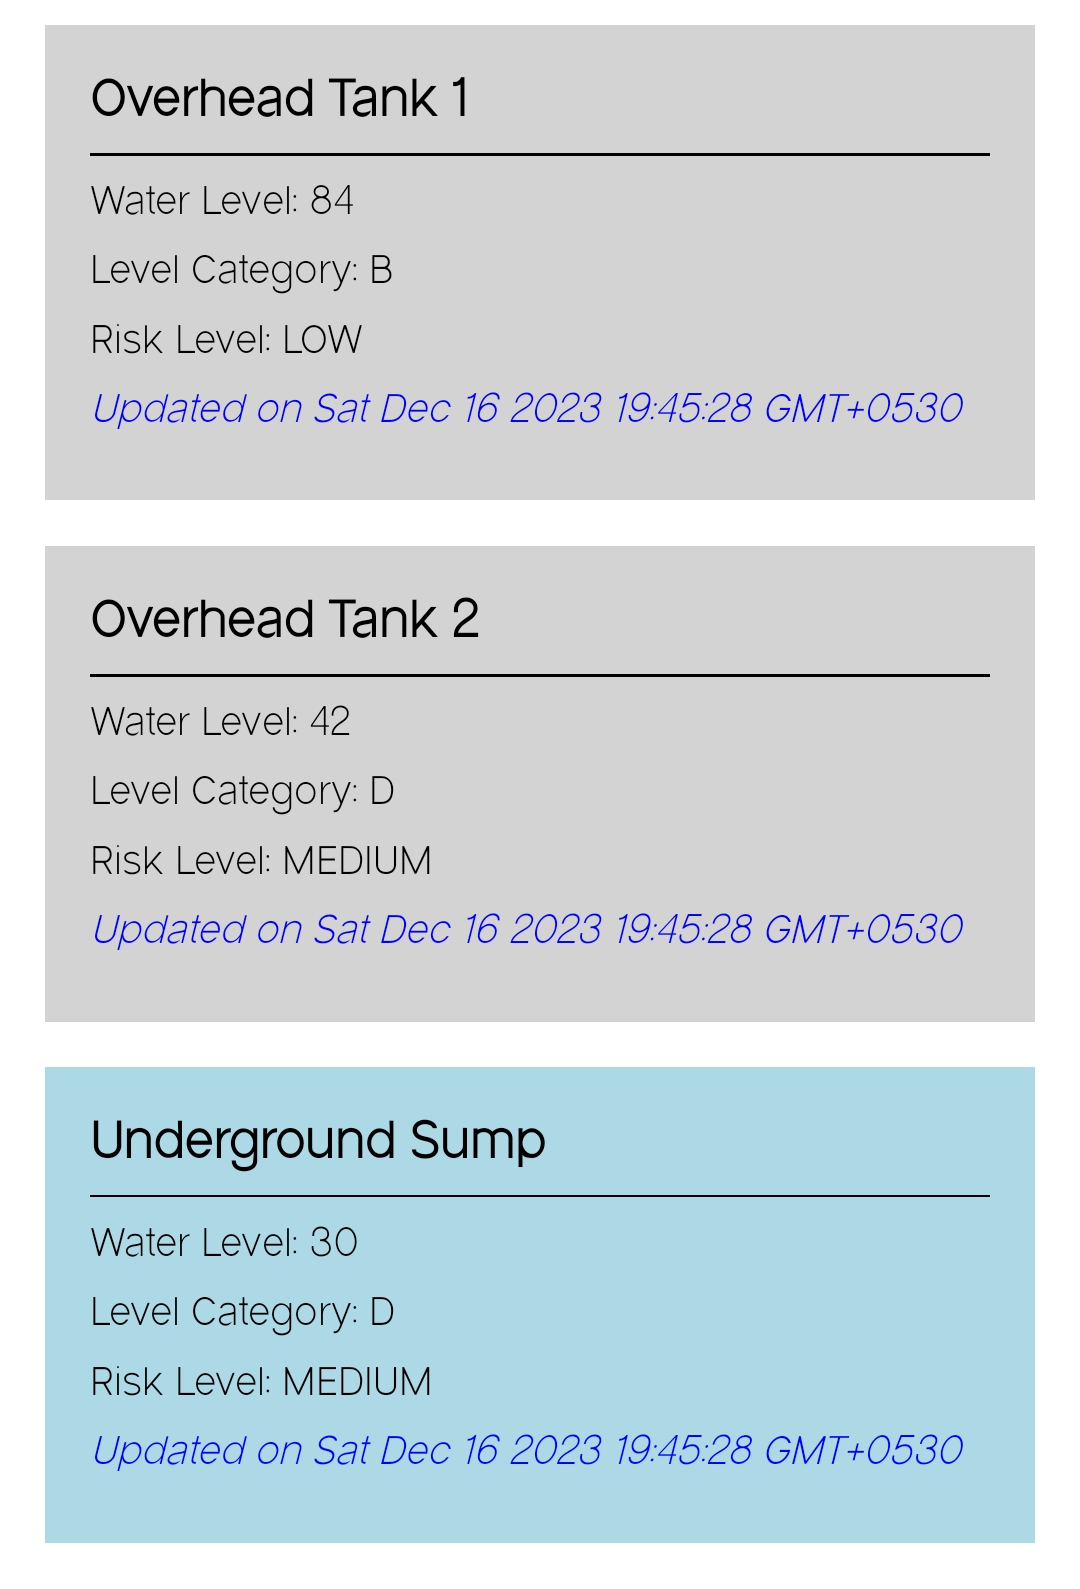 Overhead Tank 1
Water Level: 84
Level Category: B
Risk Level: LOW
Updated on Sat Dec 16 2023 19:45:28 GMT+0530
Overhead Tank 2
Water Level: 42
Level Category: D
Risk Level: MEDIUM
Updated on Sat Dec 16 2023 19:45:28 GMT+0530
Underground Sump
Water Level: 30
Level Category: D
Risk Level: MEDIUM
Updated on Sat Dec 16 2023 19:45:28 GMT+0530